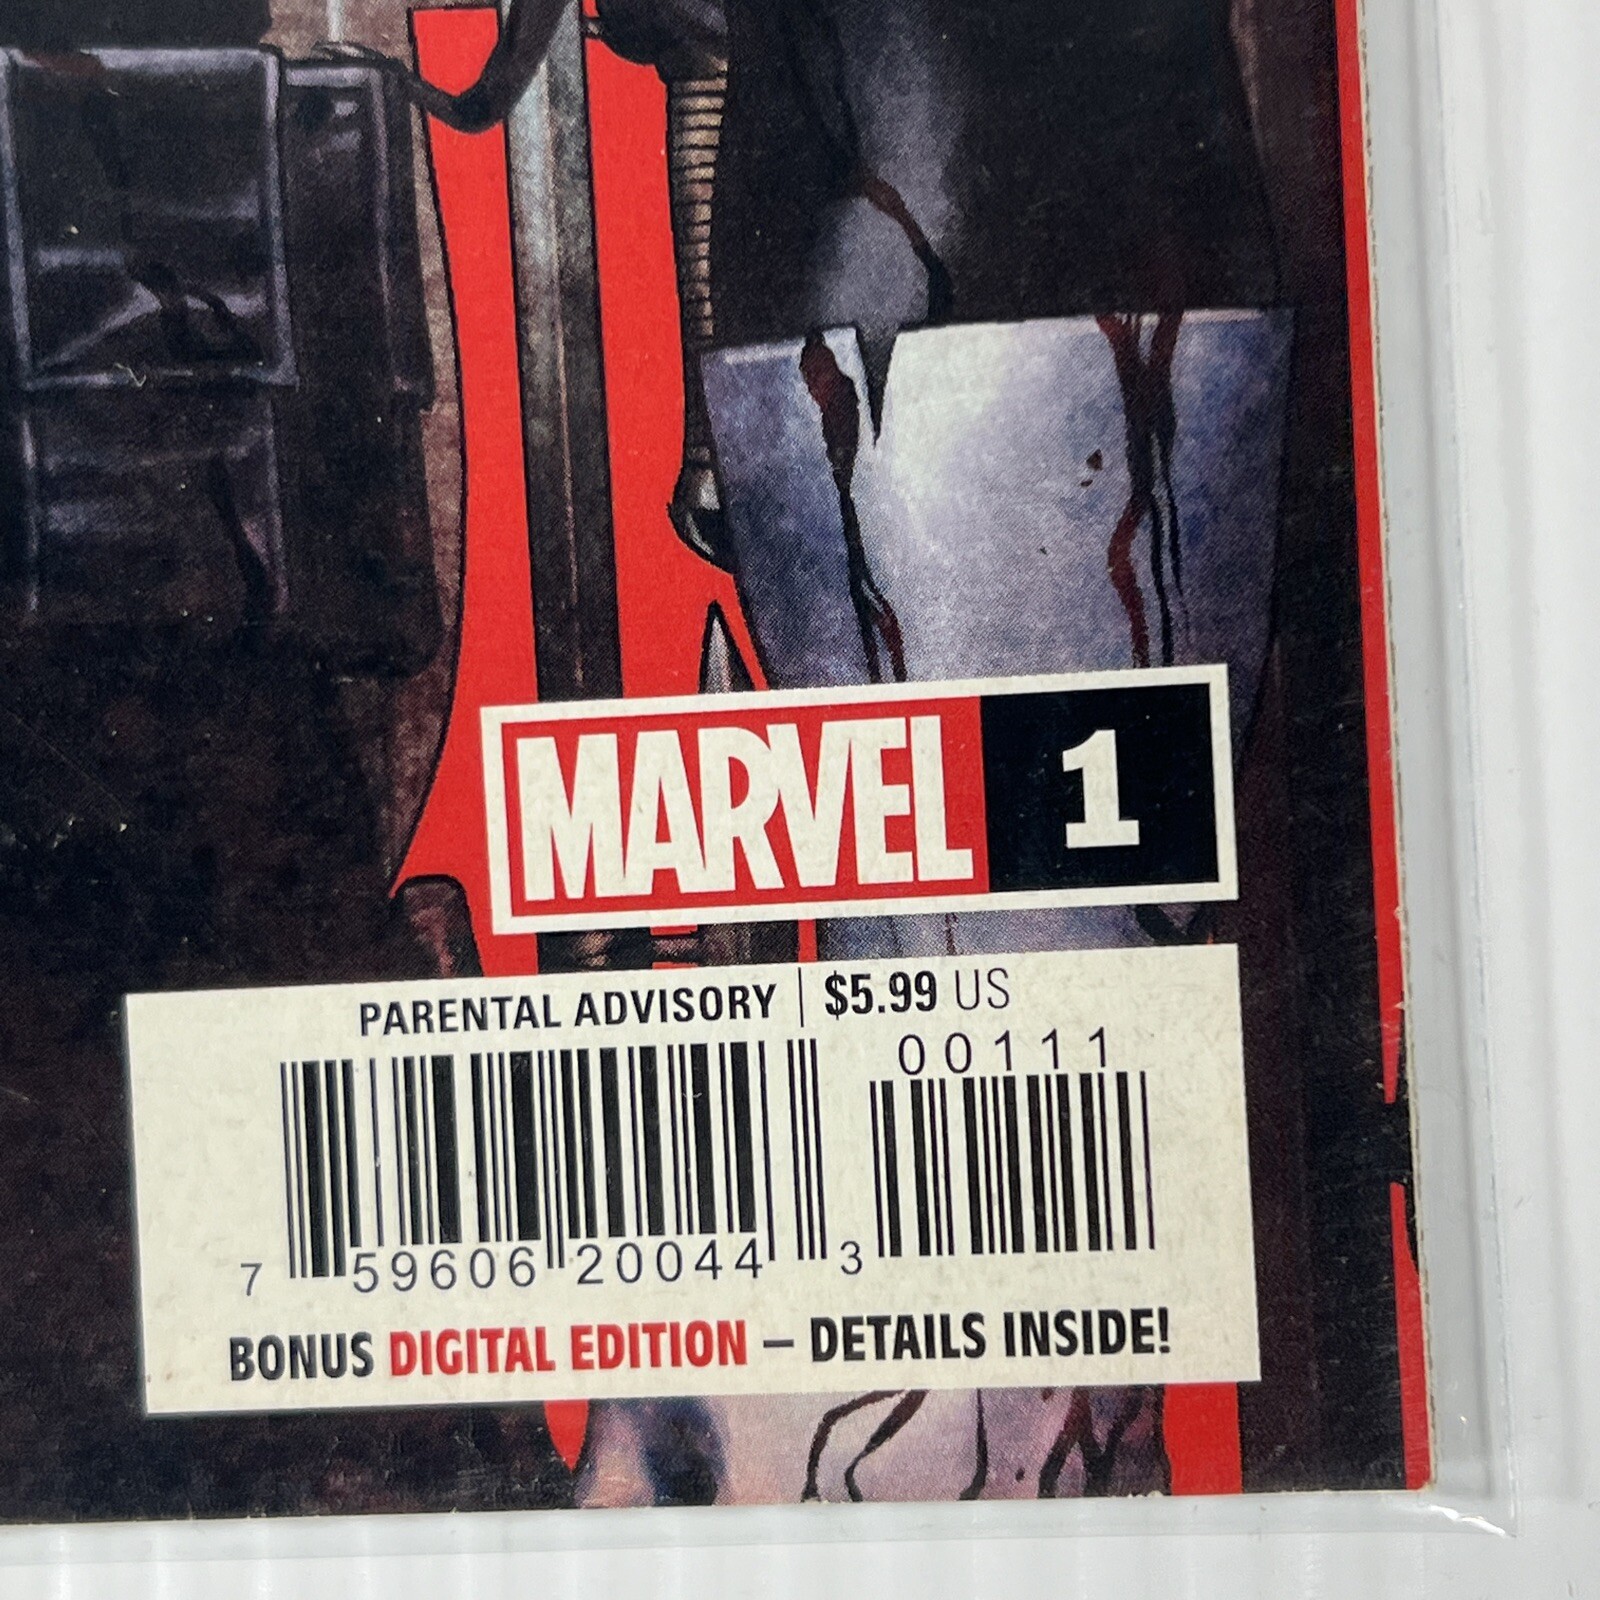 MARVEL 1
PARENTAL ADVISORY | $5.99 US
00111
7 59606 20044 3
BONUS DIGITAL EDITION – DETAILS INSIDE!